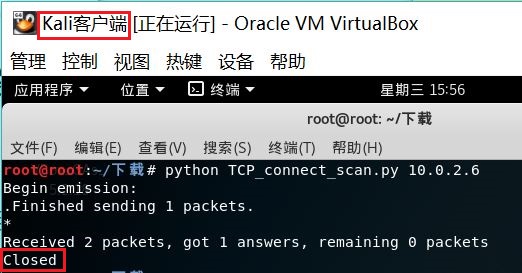 Kali客户端 [正在运行] - Oracle VM VirtualBox
管理 控制 视图 热键 设备 帮助
应用程序 位置 终端 星期三 15:56
root@root: ~/下载
文件(F) 编辑(E) 查看(V) 搜索(S) 终端(T) 帮助(H)
root@root:~/下载# python TCP_connect_scan.py 10.0.2.6
Begin emission:
.Finished sending 1 packets.
*
Received 2 packets, got 1 answers, remaining 0 packets
Closed